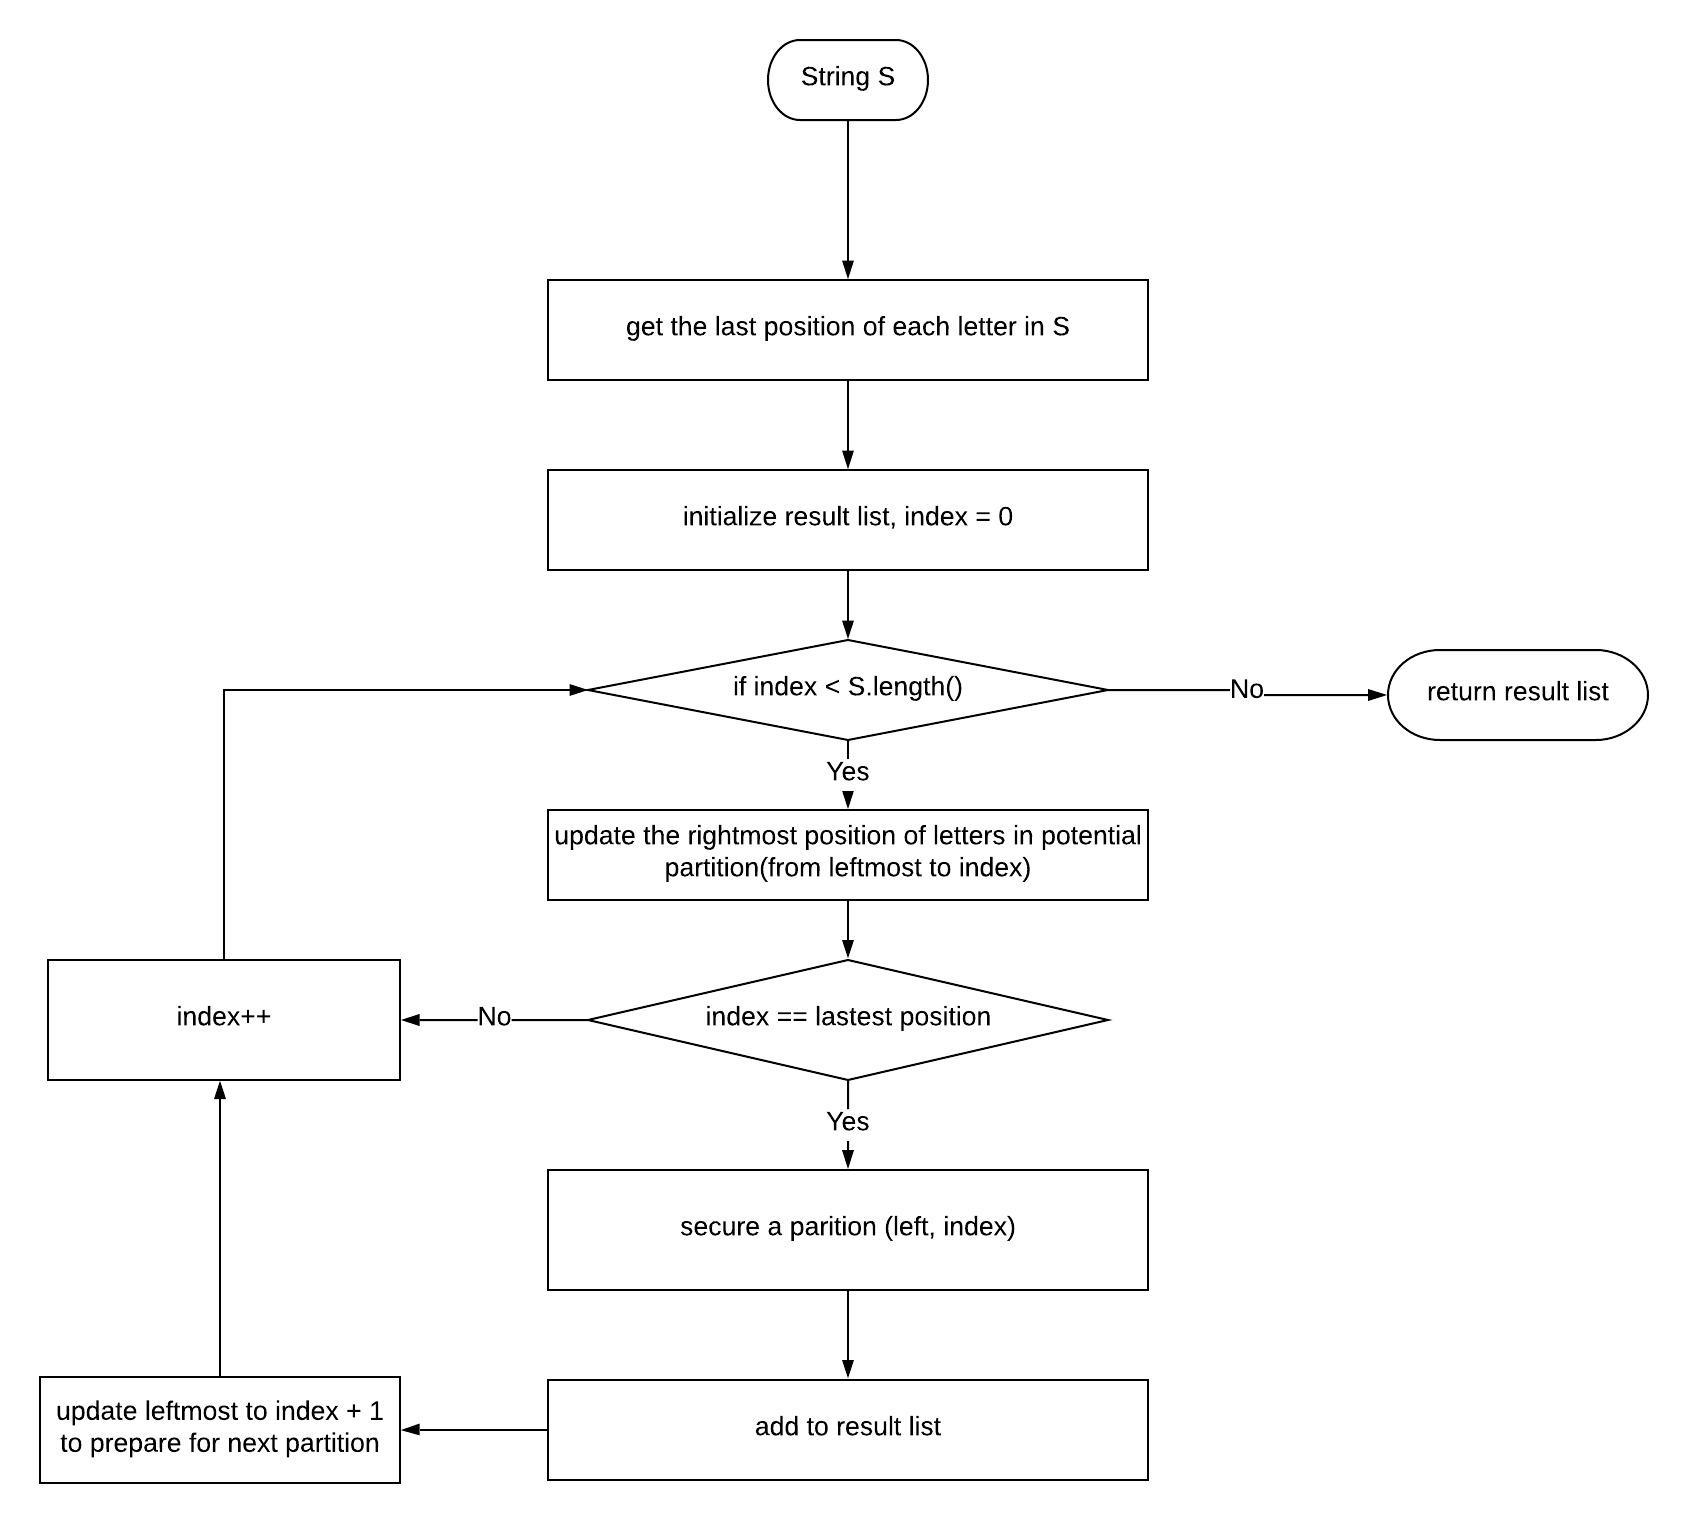 String S
get the last position of each letter in S
initialize result list, index = 0
if index < S.length()
No
return result list
Yes
update the rightmost position of letters in potential
partition(from leftmost to index)
index++
No
index == lastest position
Yes
secure a parition (left, index)
update leftmost to index + 1
to prepare for next partition
add to result list